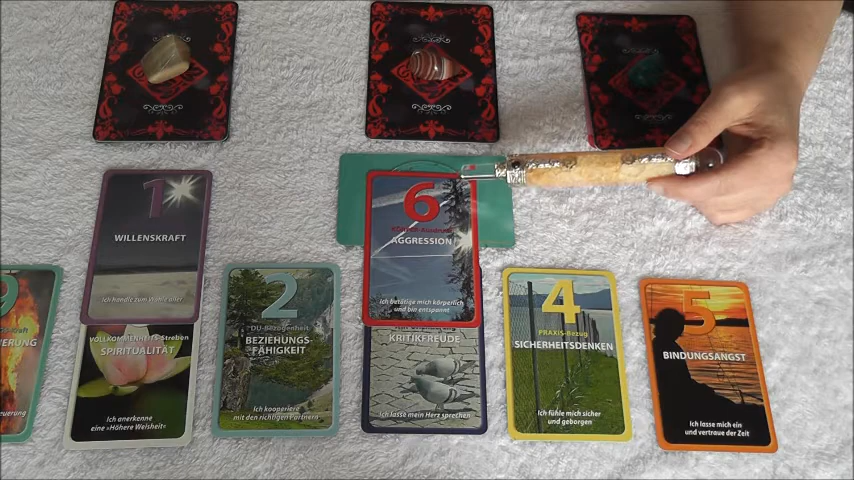 1
WILLENSKRAFT
Ich handle zum Wohle aller
6
KÖRPER-Ausdruck
AGGRESSION
Ich betätige mich körperlich
und bin entspannt
9
VOLLKOMMENHEITS-Streben
SPIRITUALITÄT
Ich anerkenne
eine »Höhere Weisheit«
2
DU-Bezogenheit
BEZIEHUNGS-
FÄHIGKEIT
Ich kooperiere
mit den richtigen Partnern
KRITIKFREUDE
Ich lasse mein Herz sprechen
4
PRAXIS-Bezug
SICHERHEITSDENKEN
Ich fühle mich sicher
und geborgen
5
BINDUNGSANGST
Ich lasse mich ein
und vertraue der Zeit